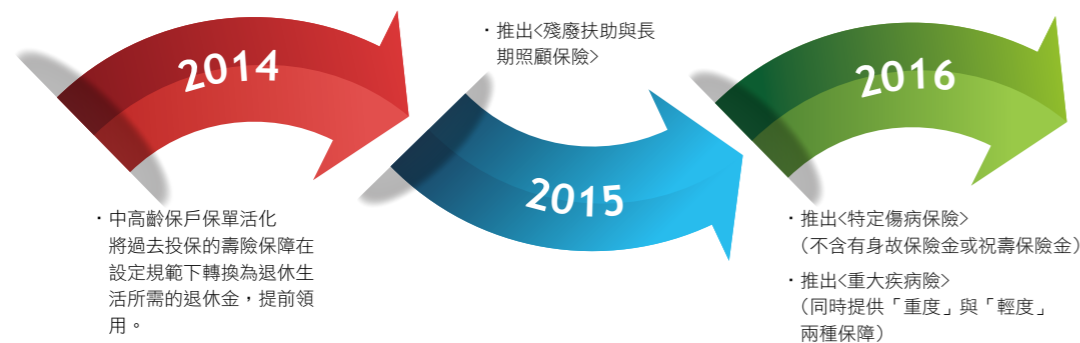 2014
・中高齡保戶保單活化
將過去投保的壽險保障在
設定規範下轉換為退休生
活所需的退休金，提前領
用。
・推出<殘廢扶助與長
期照顧保險>
2015
2016
・推出<特定傷病保險>
（不含有身故保險金或祝壽保險金）
・推出<重大疾病險>
（同時提供「重度」與「輕度」
兩種保障）